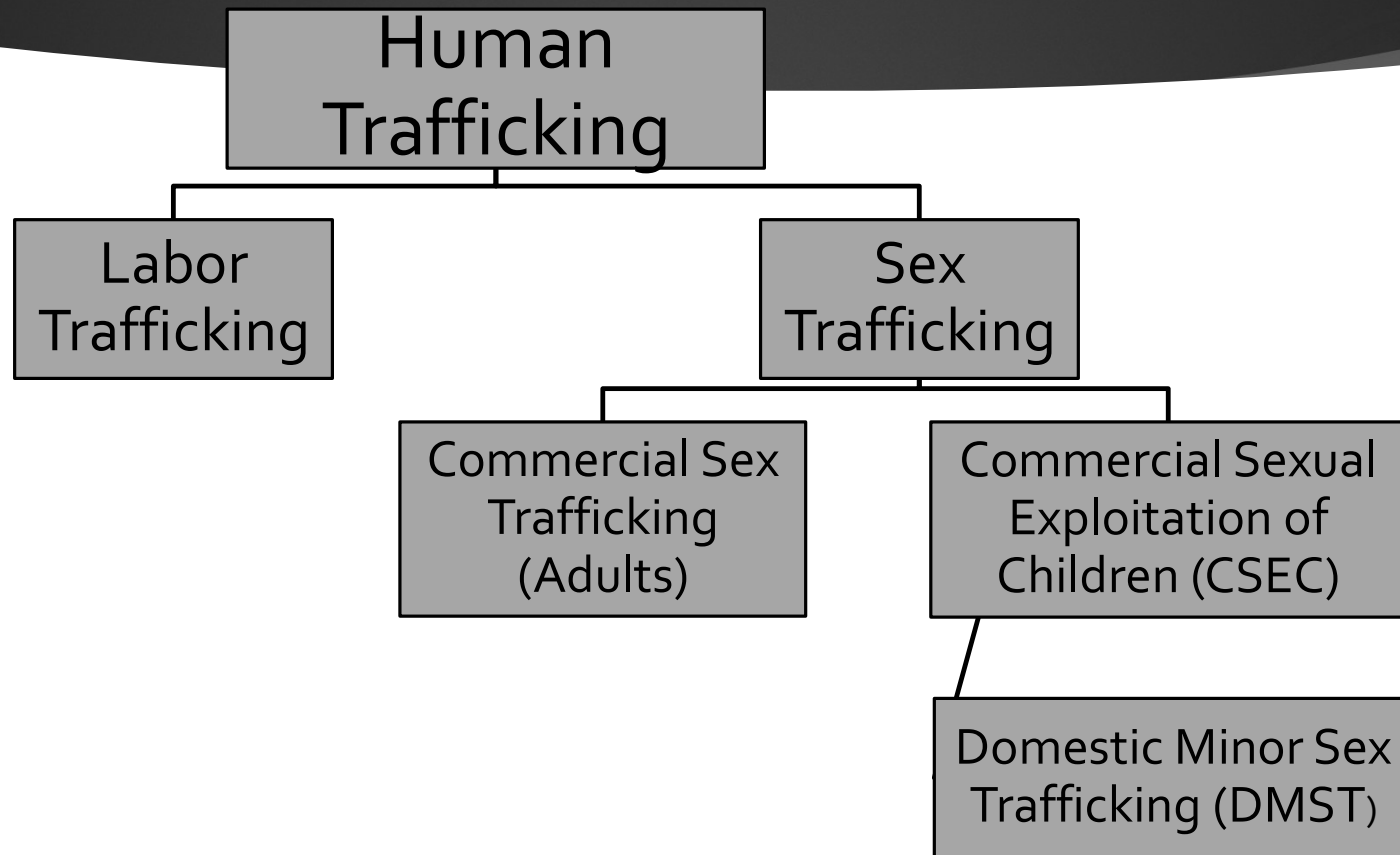 Human
Trafficking
Labor
Trafficking
Sex
Trafficking
Commercial Sex
Trafficking
(Adults)
Commercial Sexual
Exploitation of
Children (CSEC)
Domestic Minor Sex
Trafficking (DMST)